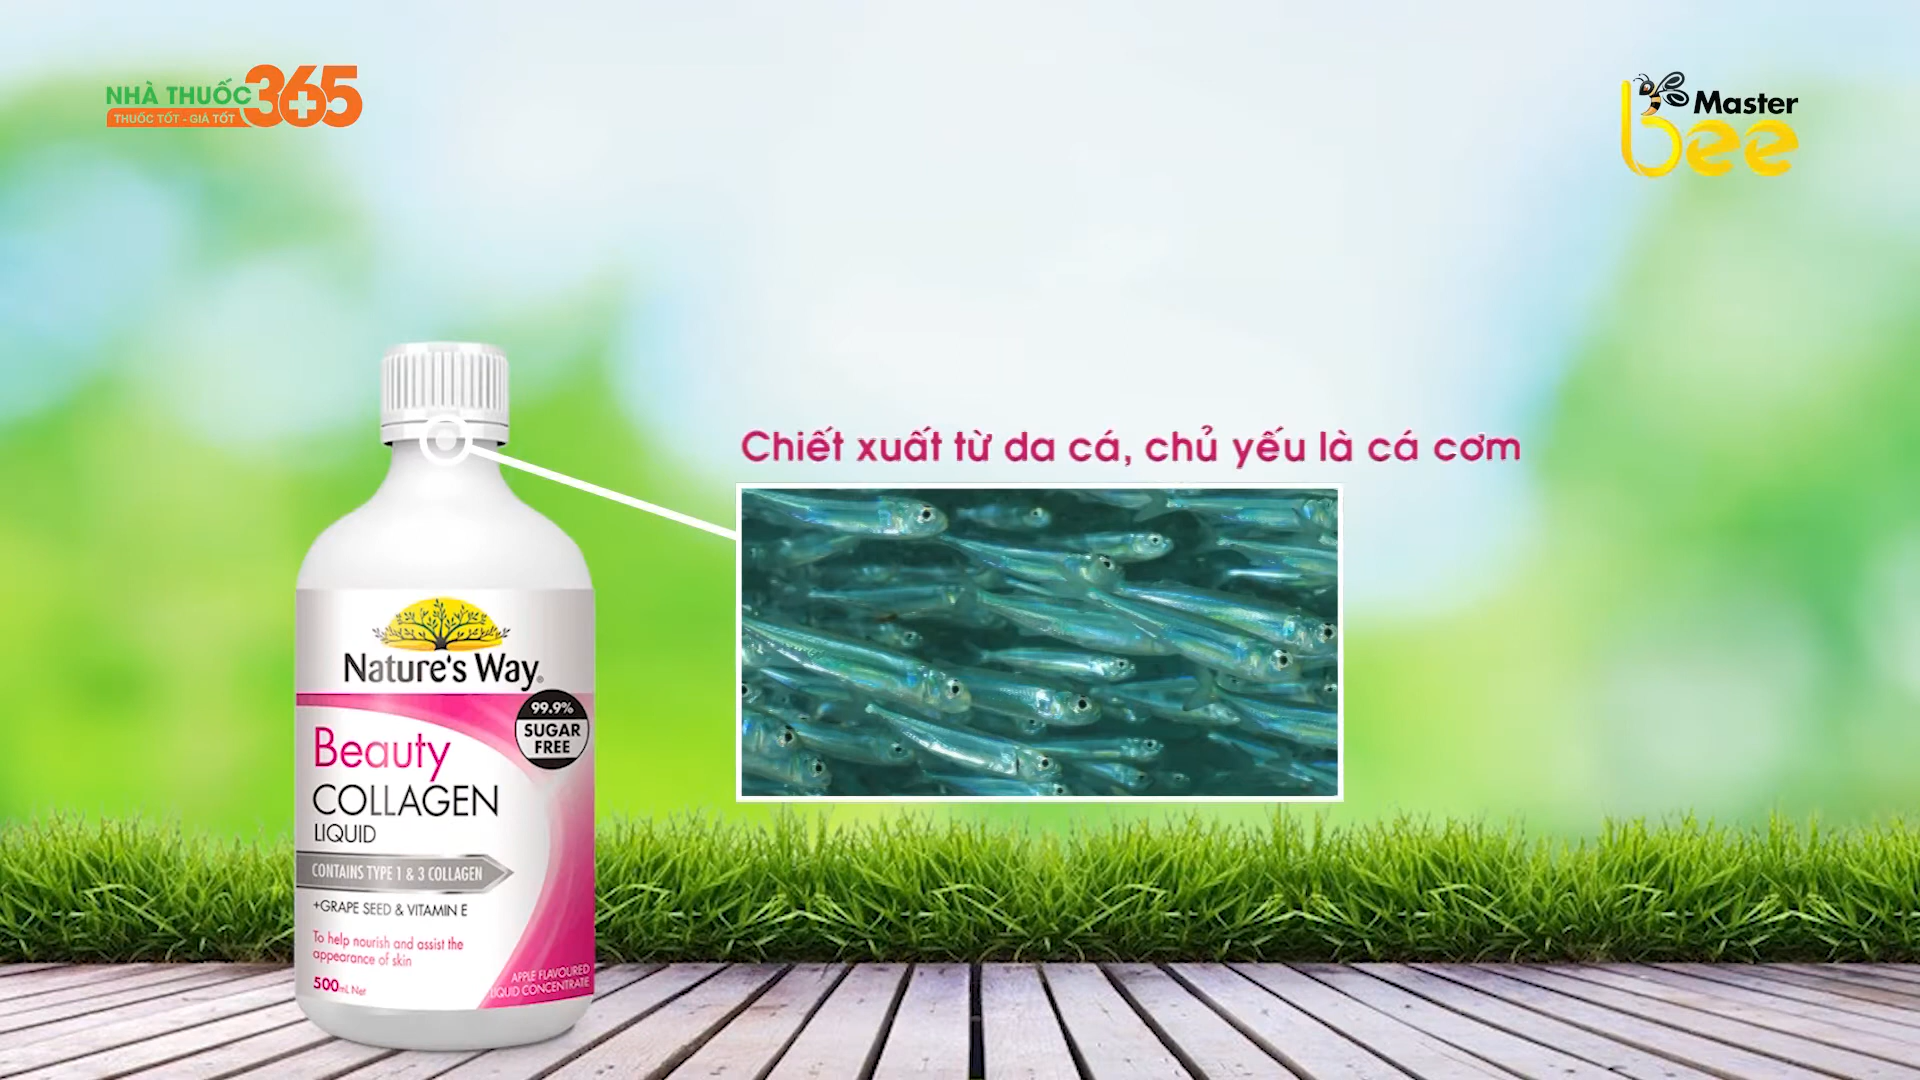 NHÀ THUỐC 365
THUỐC TỐT - GIÁ TỐT
Master
bee
Chiết xuất từ da cá, chủ yếu là cá cơm
Nature's Way®
99.9%
SUGAR
FREE
Beauty
COLLAGEN
LIQUID
CONTAINS TYPE 1 & 3 COLLAGEN
+GRAPE SEED & VITAMIN E
To help nourish and assist the
appearance of skin
500mL Net
APPLE FLAVOURED
LIQUID CONCENTRATE